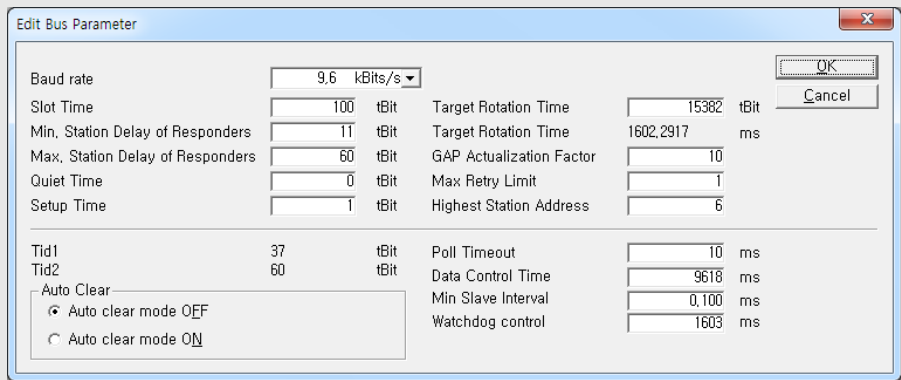 Edit Bus Parameter
Baud rate 9,6 kBits/s
OK
Cancel
Slot Time 100 tBit
Min, Station Delay of Responders 11 tBit
Max, Station Delay of Responders 60 tBit
Quiet Time 0 tBit
Setup Time 1 tBit
Target Rotation Time 15382 tBit
Target Rotation Time 1602,2917 ms
GAP Actualization Factor 10
Max Retry Limit 1
Highest Station Address 6
Tid1 37 tBit
Tid2 60 tBit
Auto Clear
Auto clear mode OFF
Auto clear mode ON
Poll Timeout 10 ms
Data Control Time 9618 ms
Min Slave Interval 0,100 ms
Watchdog control 1603 ms